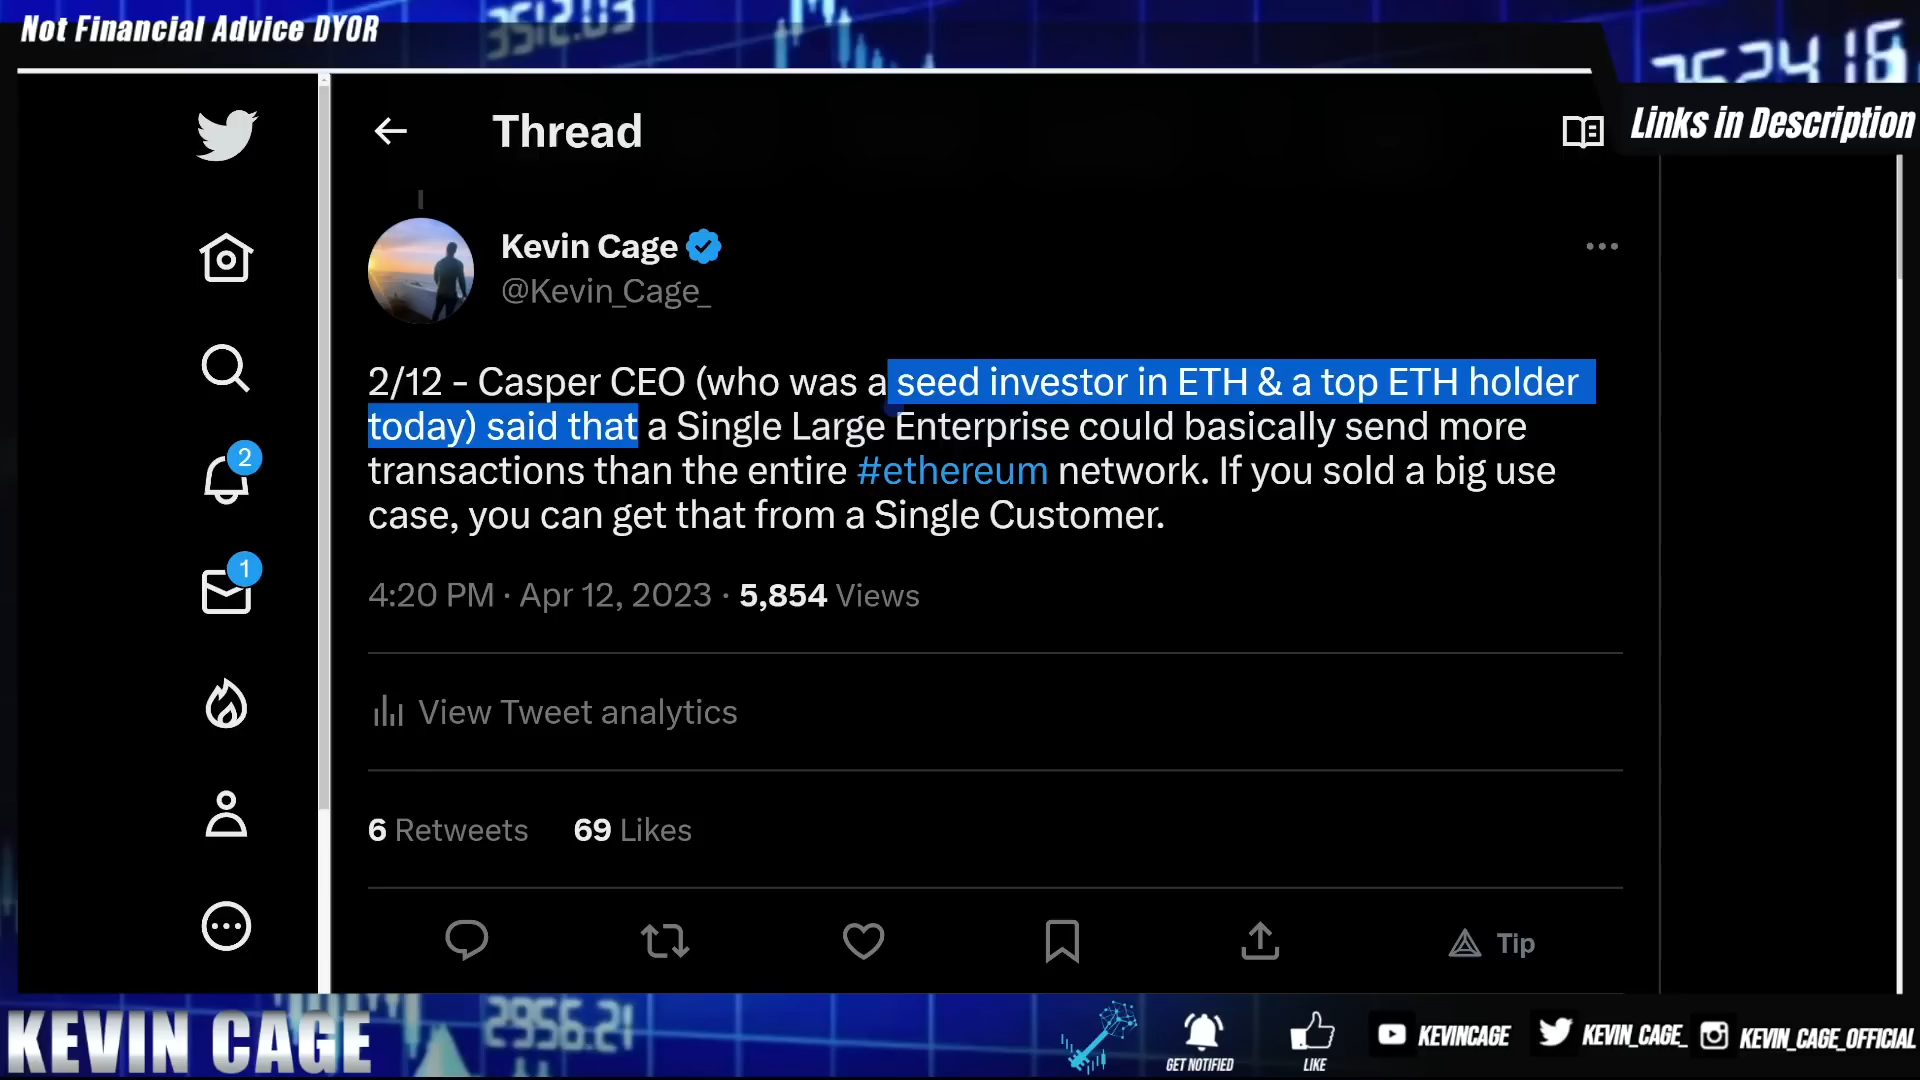 Not Financial Advice DYOR
3512.03
Links in Description
Thread
Kevin Cage
@Kevin_Cage_
2/12 - Casper CEO (who was a seed investor in ETH & a top ETH holder
today) said that a Single Large Enterprise could basically send more
transactions than the entire #ethereum network. If you sold a big use
case, you can get that from a Single Customer.
2
1
4:20 PM · Apr 12, 2023 · 5,854 Views
View Tweet analytics
6 Retweets 69 Likes
Tip
2956.21
KEVIN CAGE
GET NOTIFIED
LIKE
KEVINCAGE
KEVIN_CAGE_
KEVIN_CAGE_OFFICIAL